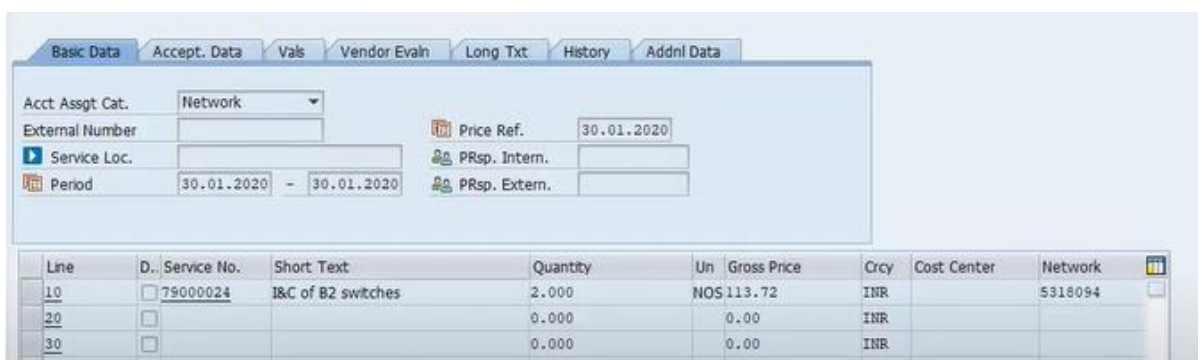 Basic Data Accept. Data Vals Vendor Evaln Long Txt History Addnl Data
Acct Assgt Cat. Network
External Number Price Ref. 30.01.2020
Service Loc. PRsp. Intern.
Period 30.01.2020 - 30.01.2020 PRsp. Extern.
Line D.. Service No. Short Text Quantity Un Gross Price Crcy Cost Center Network
10 79000024 I&C of B2 switches 2.000 NOS 113.72 INR 5318094
20 0.000 0.00 INR
30 0.000 0.00 INR